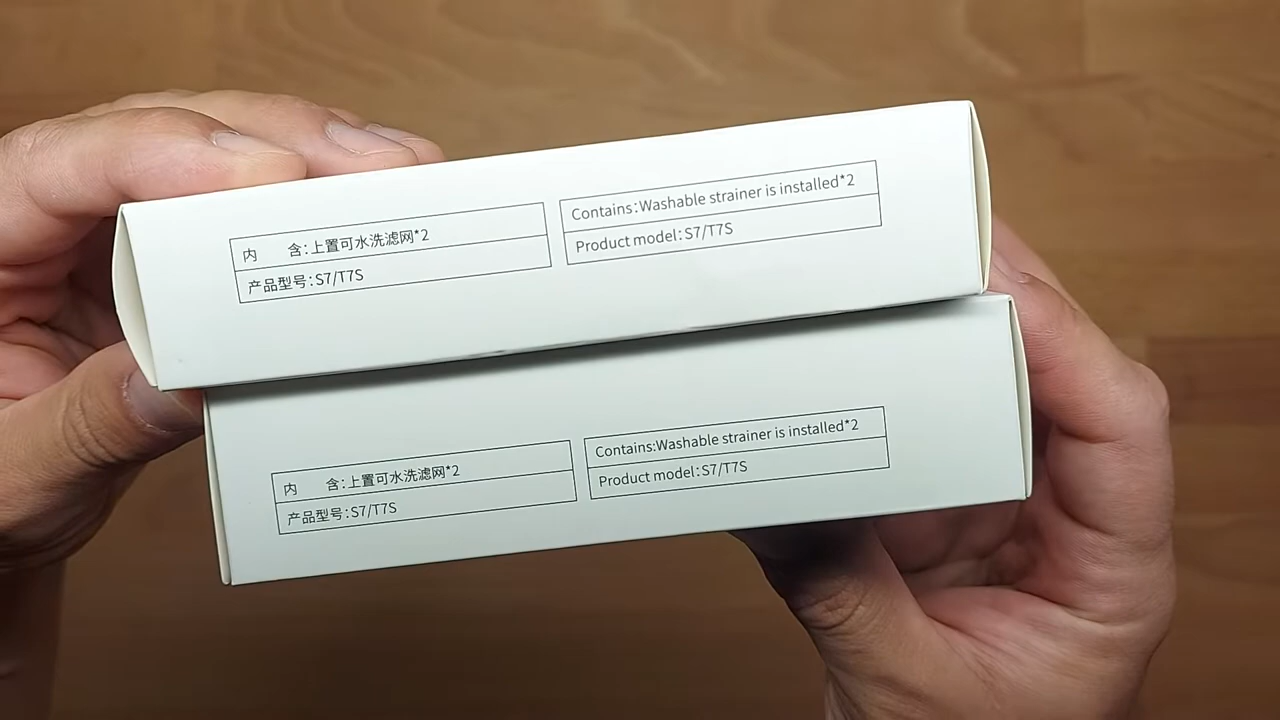 内 含:上置可水洗滤网*2
产品型号:S7/T7S
Contains:Washable strainer is installed*2
Product model:S7/T7S
内 含:上置可水洗滤网*2
产品型号:S7/T7S
Contains:Washable strainer is installed*2
Product model:S7/T7S